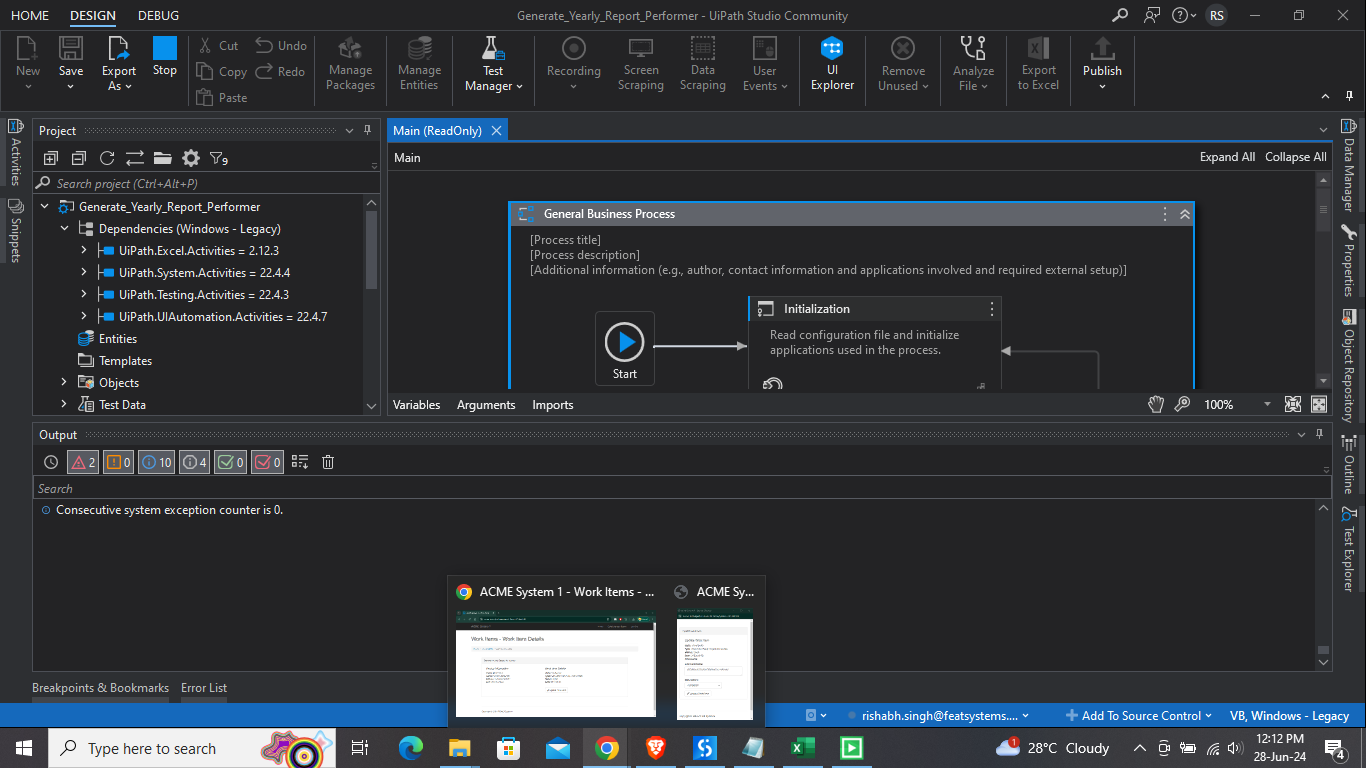 HOME DESIGN DEBUG Generate_Yearly_Report_Performer - UiPath Studio Community RS
New Save Export As Stop
Cut Undo
Copy Redo
Paste
Manage Packages Manage Entities Test Manager Recording Screen Scraping Data Scraping User Events UI Explorer Remove Unused Analyze File Export to Excel Publish
Activities
Snippets
Project
9
Search project (Ctrl+Alt+P)
Generate_Yearly_Report_Performer
Dependencies (Windows - Legacy)
UiPath.Excel.Activities = 2.12.3
UiPath.System.Activities = 22.4.4
UiPath.Testing.Activities = 22.4.3
UiPath.UIAutomation.Activities = 22.4.7
Entities
Templates
Objects
Test Data
Main (ReadOnly)
Main Expand All Collapse All
General Business Process
[Process title]
[Process description]
[Additional information (e.g., author, contact information and applications involved and required external setup)]
Start
Initialization
Read configuration file and initialize
applications used in the process.
Variables Arguments Imports 100%
Data Manager
Properties
Object Repository
Outline
Test Explorer
Output
2 0 10 4 0 0
Search
Consecutive system exception counter is 0.
ACME System 1 - Work Items - ... ACME Sy...
Work Items - Work Item Details
Breakpoints & Bookmarks Error List
rishabh.singh@featsystems.... Add To Source Control VB, Windows - Legacy
Type here to search 1 28°C Cloudy 12:12 PM
28-Jun-24 4